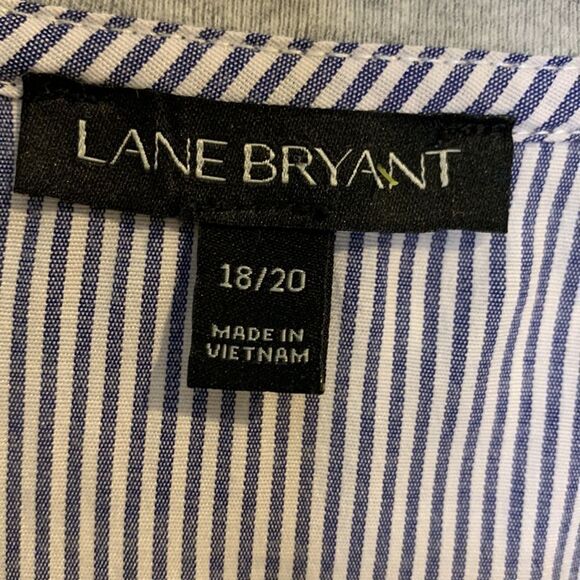 LANE BRYANT
18/20
MADE IN
VIETNAM